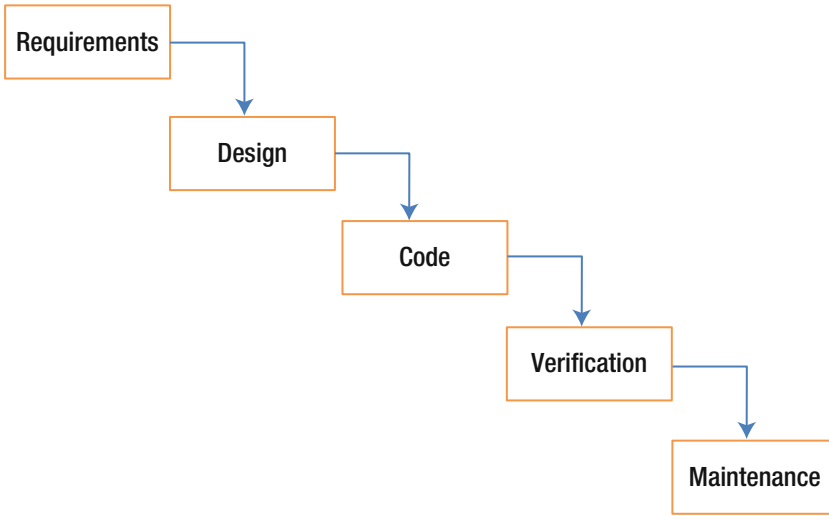 Requirements
Design
Code
Verification
Maintenance